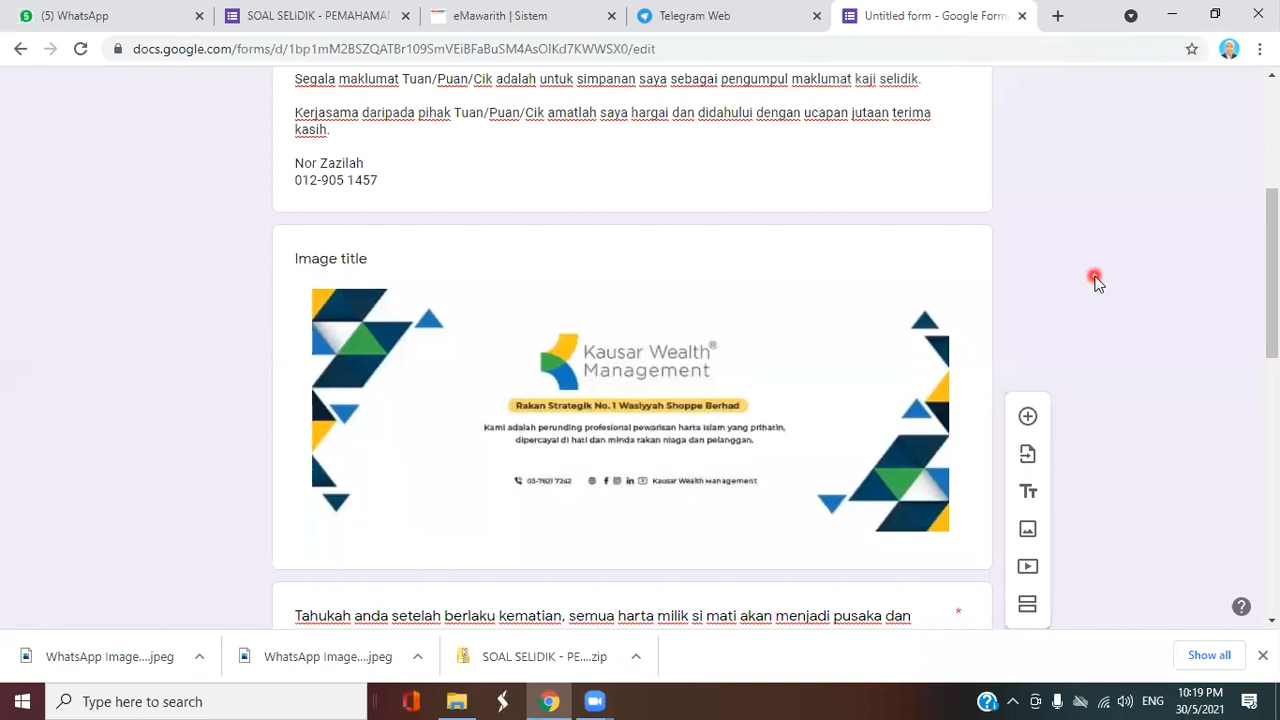 (5) WhatsApp
SOAL SELIDIK - PEMAHAMAN
eMawarith | Sistem
Telegram Web
Untitled form - Google Forms
docs.google.com/forms/d/1bp1mM2BSZQATBr109SmVEiBFaBuSM4AsOlKd7KWWSX0/edit
Segala maklumat Tuan/Puan/Cik adalah untuk simpanan saya sebagai pengumpul maklumat kaji selidik.
Kerjasama daripada pihak Tuan/Puan/Cik amatlah saya hargai dan didahului dengan ucapan jutaan terima
kasih.
Nor Zazilah
012-905 1457
Image title
Kausar Wealth®
Management
Rakan Strategik No. 1 Wasiyyah Shoppe Berhad
Kami adalah perunding profesional pewarisan harta Islam yang prihatin,
dipercayai di hati dan minda rakan niaga dan pelanggan.
03-7621 7242 Kausar Wealth Management
Tahukah anda setelah berlaku kematian, semua harta milik si mati akan menjadi pusaka dan *
WhatsApp Image....jpeg
WhatsApp Image....jpeg
SOAL SELIDIK - PE....zip
Show all
Type here to search
ENG
10:19 PM
30/5/2021